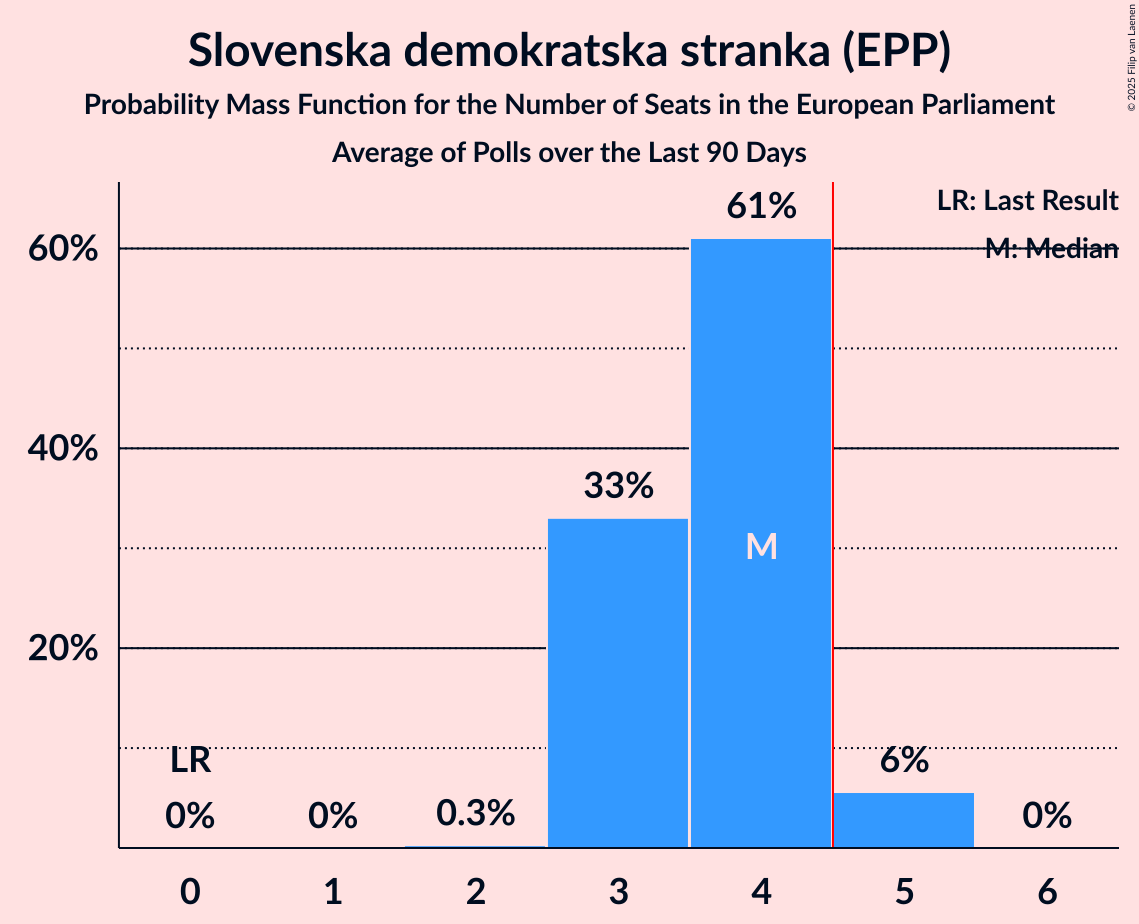 Slovenska demokratska stranka (EPP)
Probability Mass Function for the Number of Seats in the European Parliament
Average of Polls over the Last 90 Days
© 2025 Filip van Laenen
LR: Last Result
M: Median
61%
60%
40%
33%
M
20%
LR
6%
0%
0%
0.3%
0%
0 1 2 3 4 5 6